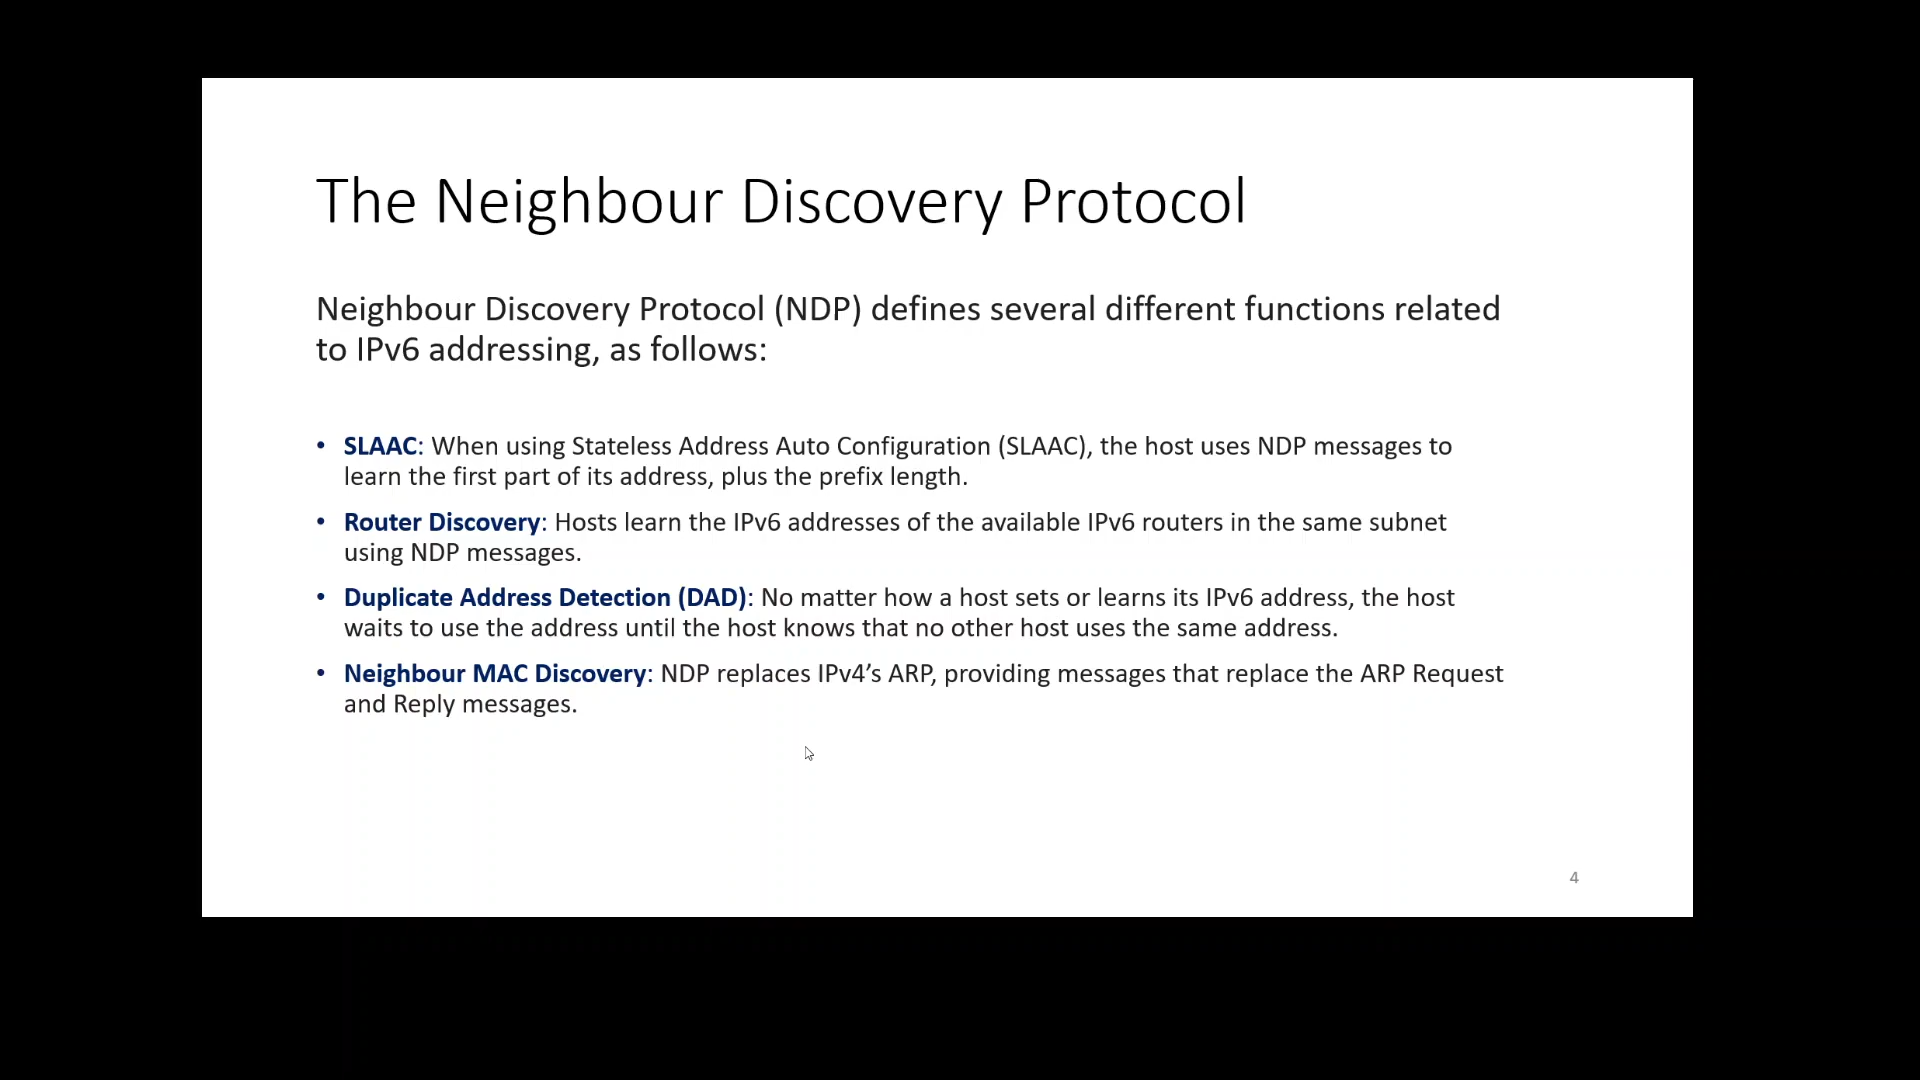 The Neighbour Discovery Protocol
Neighbour Discovery Protocol (NDP) defines several different functions related
to IPv6 addressing, as follows:
• SLAAC: When using Stateless Address Auto Configuration (SLAAC), the host uses NDP messages to
learn the first part of its address, plus the prefix length.
• Router Discovery: Hosts learn the IPv6 addresses of the available IPv6 routers in the same subnet
using NDP messages.
• Duplicate Address Detection (DAD): No matter how a host sets or learns its IPv6 address, the host
waits to use the address until the host knows that no other host uses the same address.
• Neighbour MAC Discovery: NDP replaces IPv4’s ARP, providing messages that replace the ARP Request
and Reply messages.
4